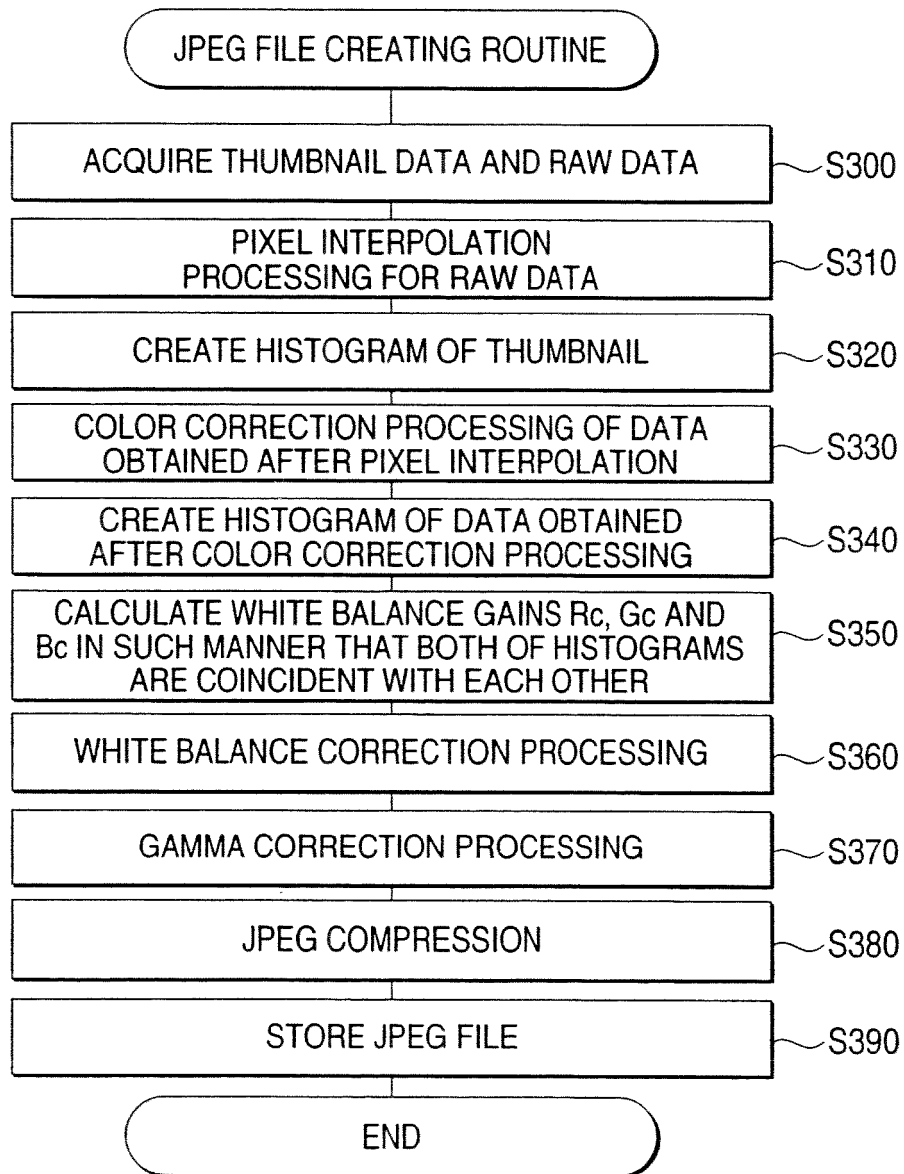 JPEG FILE CREATING ROUTINE
ACQUIRE THUMBNAIL DATA AND RAW DATA
S300
PIXEL INTERPOLATION
PROCESSING FOR RAW DATA
S310
CREATE HISTOGRAM OF THUMBNAIL
S320
COLOR CORRECTION PROCESSING OF DATA
OBTAINED AFTER PIXEL INTERPOLATION
S330
CREATE HISTOGRAM OF DATA OBTAINED
AFTER COLOR CORRECTION PROCESSING
S340
CALCULATE WHITE BALANCE GAINS Rc, Gc AND
Bc IN SUCH MANNER THAT BOTH OF HISTOGRAMS
ARE COINCIDENT WITH EACH OTHER
S350
WHITE BALANCE CORRECTION PROCESSING
S360
GAMMA CORRECTION PROCESSING
S370
JPEG COMPRESSION
S380
STORE JPEG FILE
S390
END